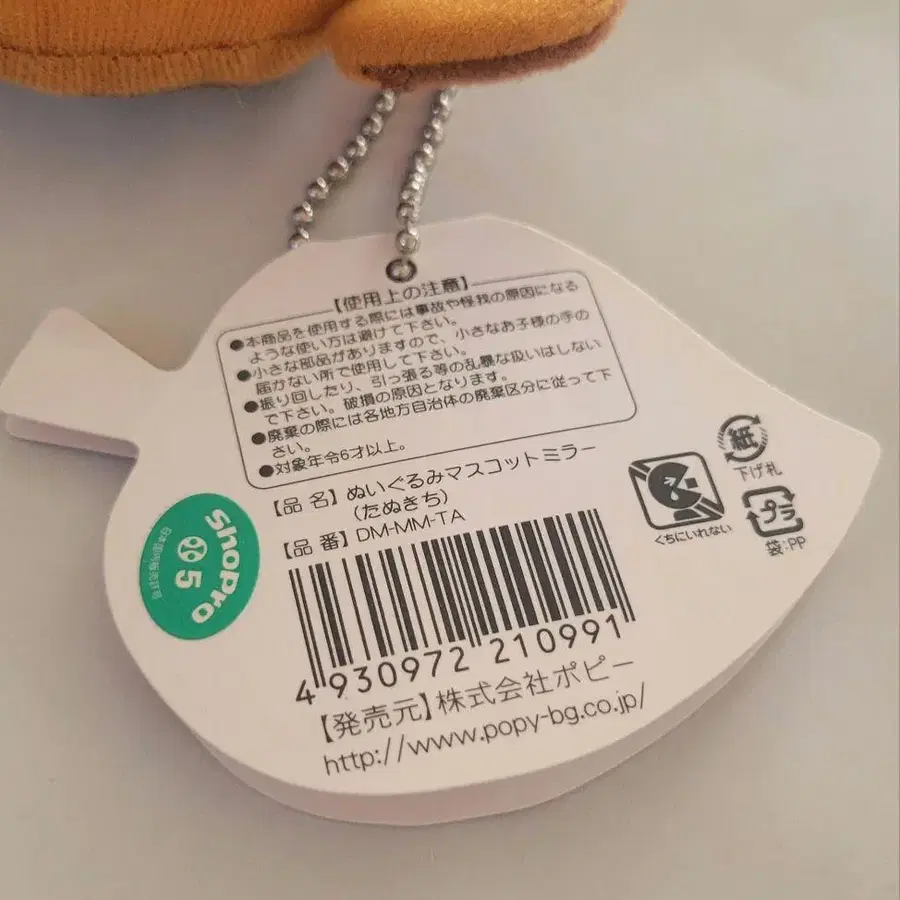 【使用上の注意】
●本商品を使用する際には事故や怪我の原因になる
ような使い方は避けて下さい。
●小さな部品がありますので、小さなお子様の手の
届かない所で使用して下さい。
●振り回したり、引っ張る等の乱暴な扱いはしない
で下さい。破損の原因となります。
●廃棄の際には各地方自治体の廃棄区分に従って下
さい。
●対象年令6才以上。
【品 名】ぬいぐるみマスコットミラー
(たぬきち)
【品 番】DM-MM-TA
4 930972 210991
【発売元】株式会社ポピー
http://www.popy-bg.co.jp/
くちにいれない
紙
下げ札
プラ
袋:PP
ShoPro
5
日本国内販売許可